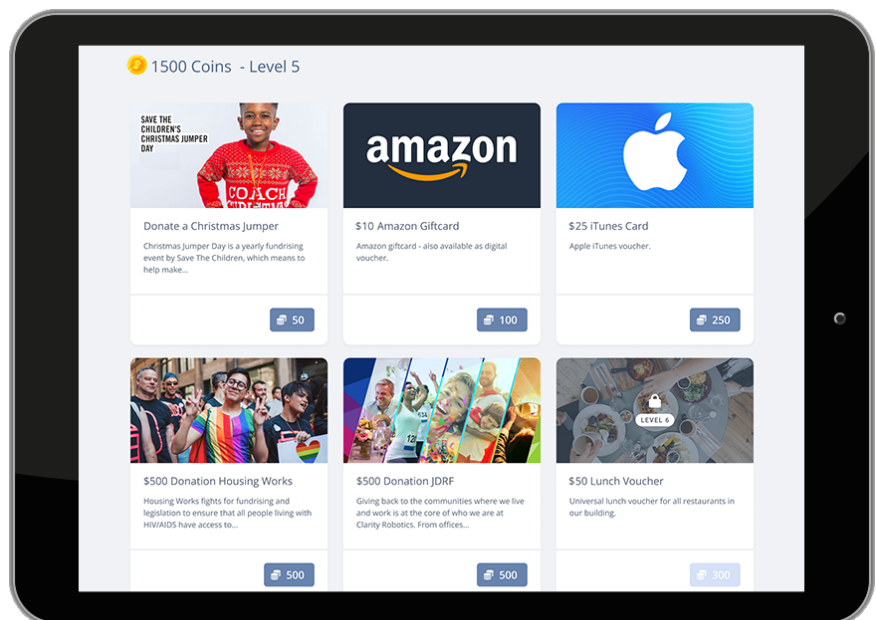 1500 Coins - Level 5
SAVE THE
CHILDREN'S
CHRISTMAS JUMPER
DAY
COACH
CHRISTMAS
amazon
Donate a Christmas Jumper
Christmas Jumper Day is a yearly fundrising
event by Save The Children, which means to
help make...
50
$10 Amazon Giftcard
Amazon giftcard - also available as digital
voucher.
100
$25 iTunes Card
Apple iTunes voucher.
250
$500 Donation Housing Works
Housing Works fights for fundrising and
legislation to ensure that all people living with
HIV/AIDS have access to...
500
$500 Donation JDRF
Giving back to the communities where we live
and work is at the core of who we are at
Clarity Robotics. From offices...
500
LEVEL 6
$50 Lunch Voucher
Universal lunch voucher for all restaurants in
our building.
300